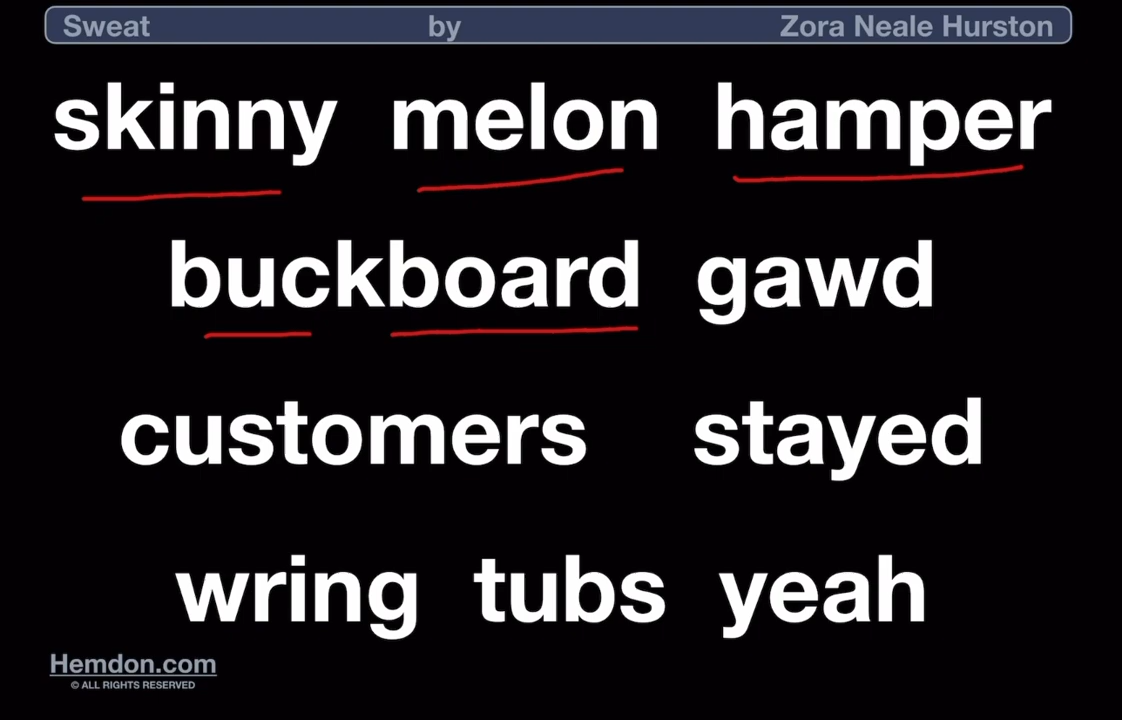 Sweat by Zora Neale Hurston
skinny melon hamper
buckboard gawd
customers stayed
wring tubs yeah
Hemdon.com
© ALL RIGHTS RESERVED